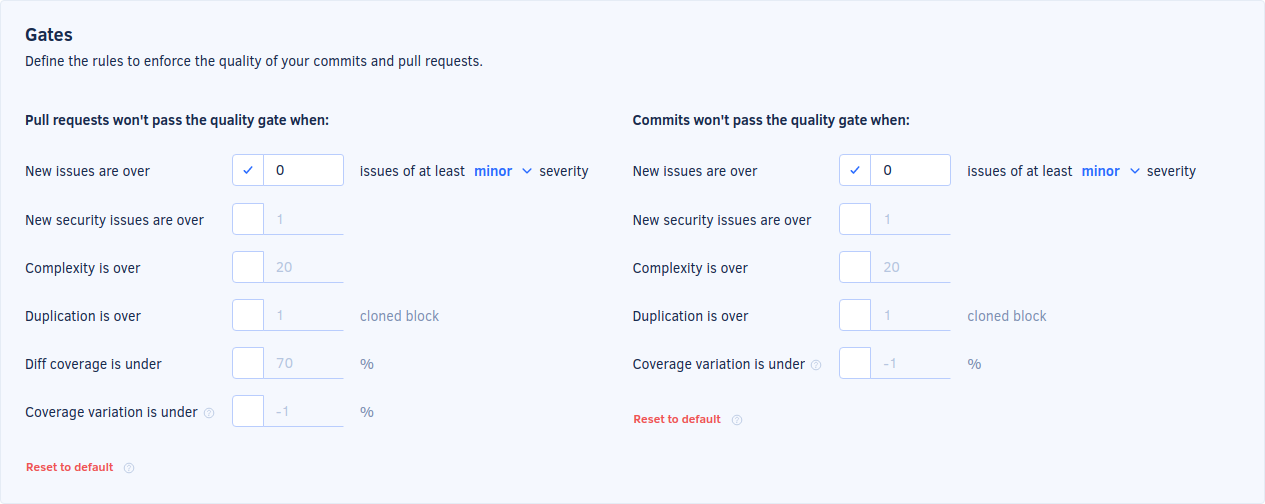 Gates
Define the rules to enforce the quality of your commits and pull requests.
Pull requests won't pass the quality gate when:
New issues are over 0 issues of at least minor severity
New security issues are over 1
Complexity is over 20
Duplication is over 1 cloned block
Diff coverage is under 70 %
Coverage variation is under ? -1 %
Reset to default ?
Commits won't pass the quality gate when:
New issues are over 0 issues of at least minor severity
New security issues are over 1
Complexity is over 20
Duplication is over 1 cloned block
Coverage variation is under ? -1 %
Reset to default ?